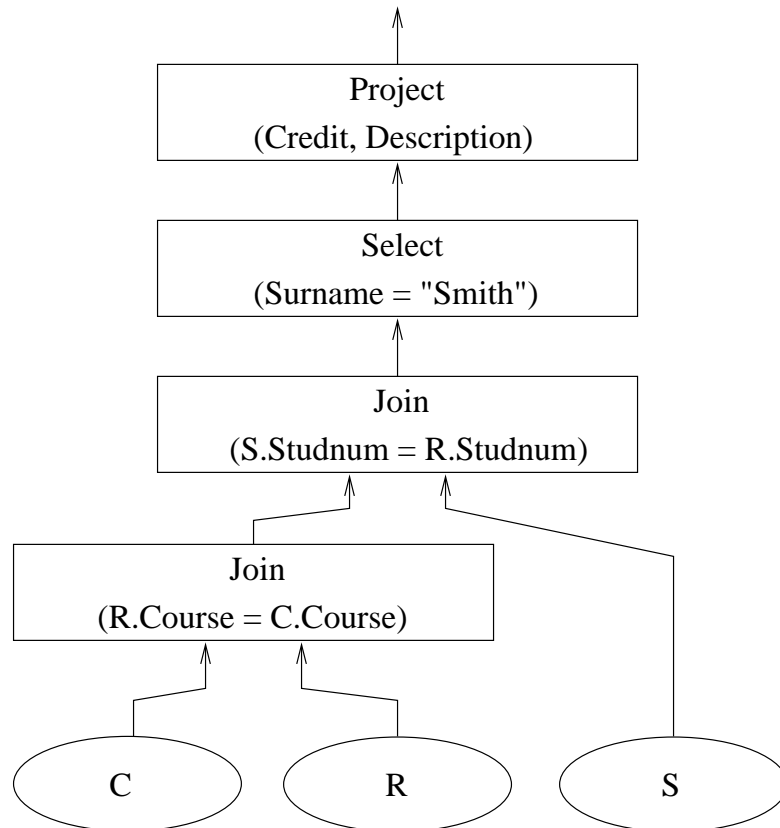 Project
(Credit, Description)
Select
(Surname = "Smith")
Join
(S.Studnum = R.Studnum)
Join
(R.Course = C.Course)
C
R
S